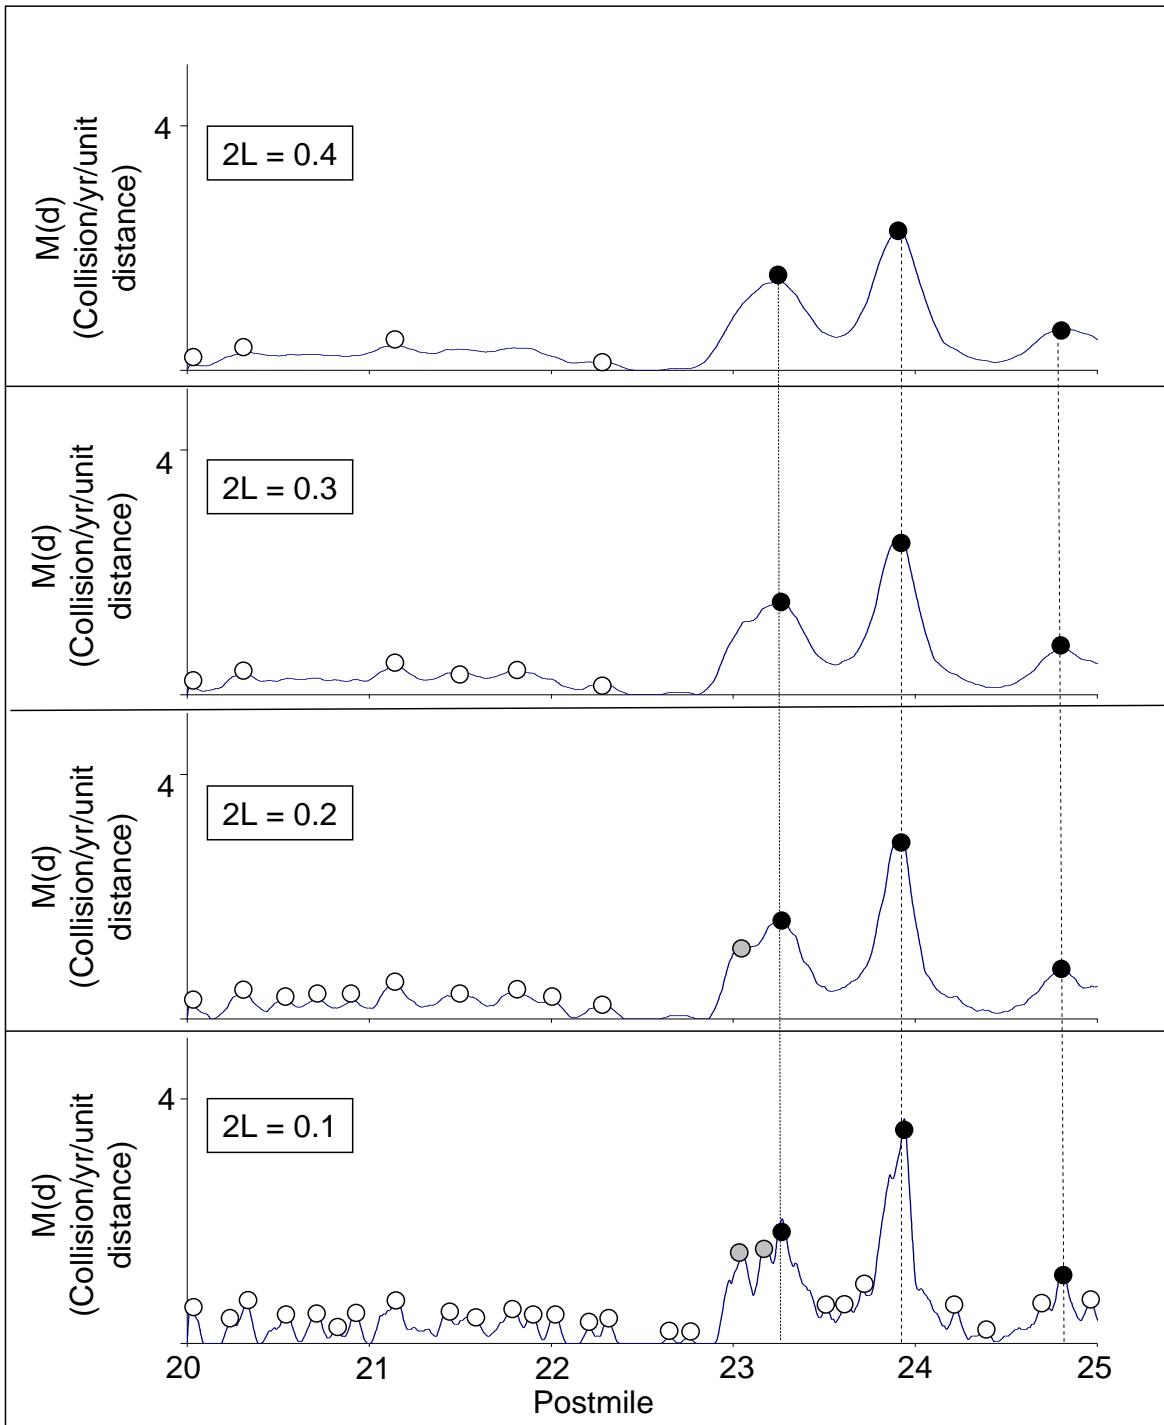 4
2L = 0.4
M(d)
(Collision/yr/unit
distance)
4
2L = 0.3
M(d)
(Collision/yr/unit
distance)
4
2L = 0.2
M(d)
(Collision/yr/unit
distance)
4
2L = 0.1
M(d)
(Collision/yr/unit
distance)
20 21 22 23 24 25
Postmile